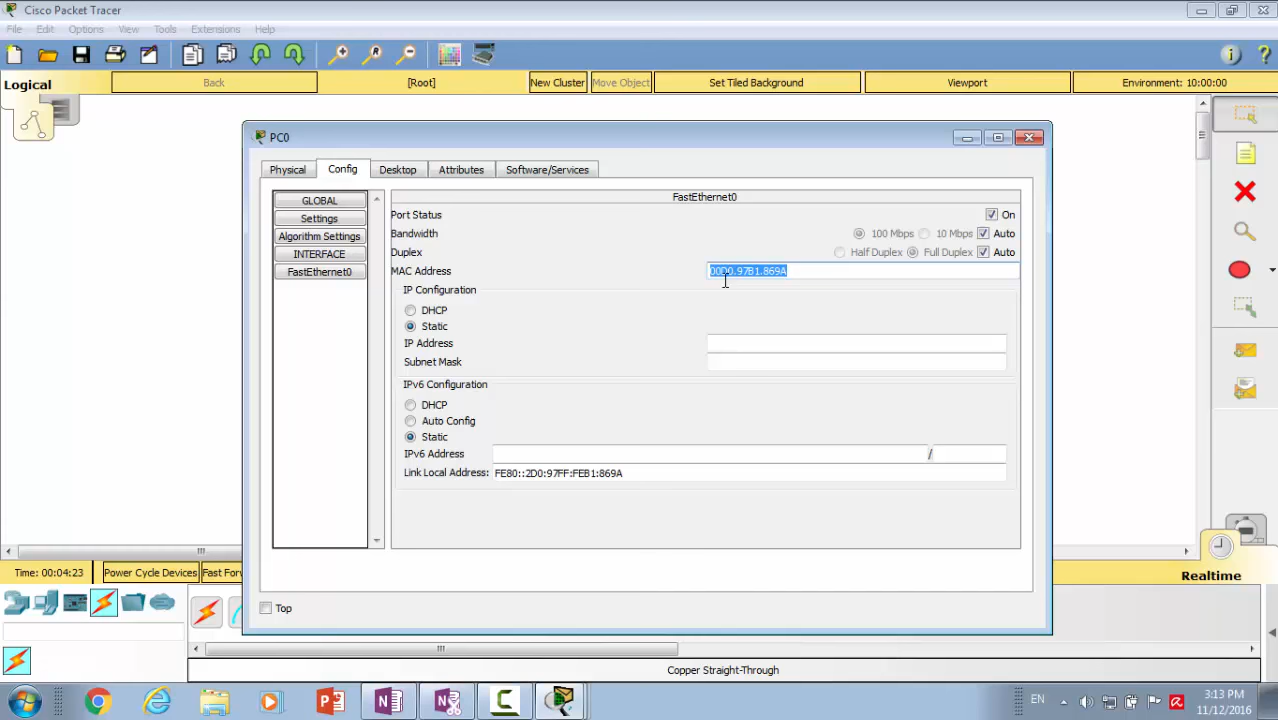 Cisco Packet Tracer
File Edit Options View Tools Extensions Help
Logical Back [Root] New Cluster Move Object Set Tiled Background Viewport Environment: 10:00:00
PC0
Physical Config Desktop Attributes Software/Services
GLOBAL
Settings
Algorithm Settings
INTERFACE
FastEthernet0
FastEthernet0
Port Status On
Bandwidth 100 Mbps 10 Mbps Auto
Duplex Half Duplex Full Duplex Auto
MAC Address 00D0.97B1.869A
IP Configuration
DHCP
Static
IP Address
Subnet Mask
IPv6 Configuration
DHCP
Auto Config
Static
IPv6 Address /
Link Local Address: FE80::2D0:97FF:FEB1:869A
Top
Time: 00:04:23 Power Cycle Devices Fast For
Realtime
Copper Straight-Through
EN 3:13 PM
11/12/2016